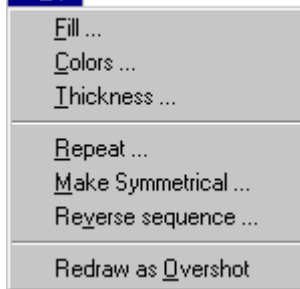 Fill ...
Colors ...
Thickness ...
Repeat ...
Make Symmetrical ...
Reverse sequence ...
Redraw as Overshot